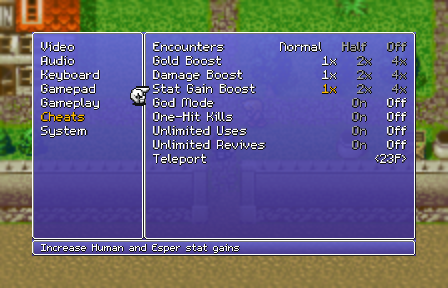 Video
Audio
Keyboard
Gamepad
Gameplay
Cheats
System
Encounters Normal Half Off
Gold Boost 1x 2x 4x
Damage Boost 1x 2x 4x
Stat Gain Boost 1x 2x 4x
God Mode On Off
One-Hit Kills On Off
Unlimited Uses On Off
Unlimited Revives On Off
Teleport <23F>
Increase Human and Esper stat gains